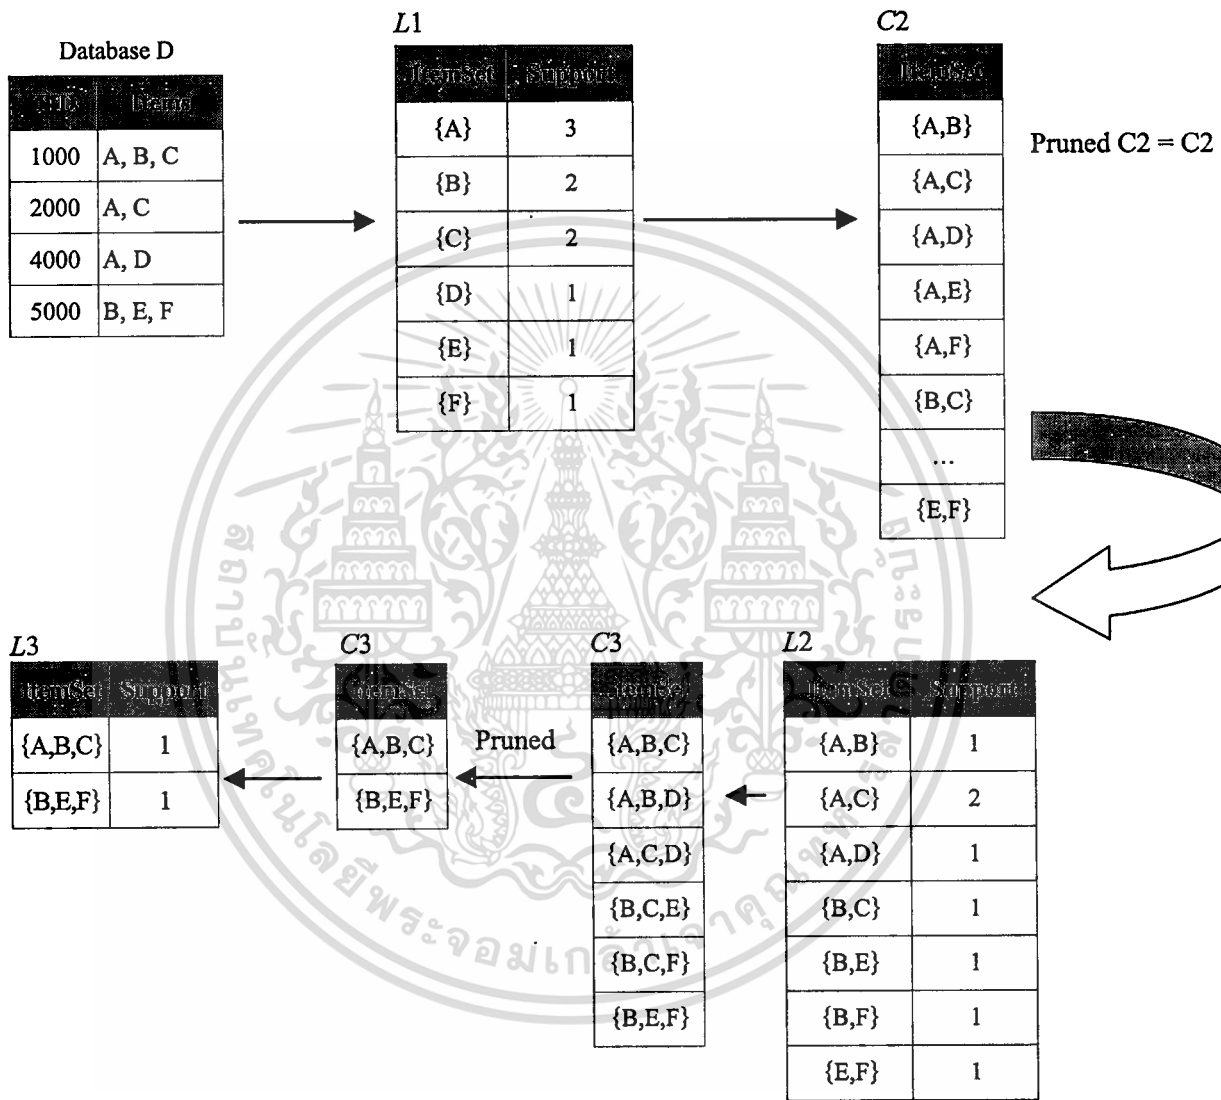 Database D
TID Items
1000 A, B, C
2000 A, C
4000 A, D
5000 B, E, F
L1
ItemSet Support
{A} 3
{B} 2
{C} 2
{D} 1
{E} 1
{F} 1
C2
ItemSet
{A,B}
{A,C}
{A,D}
{A,E}
{A,F}
{B,C}
...
{E,F}
Pruned C2 = C2
L3
ItemSet Support
{A,B,C} 1
{B,E,F} 1
C3
ItemSet
{A,B,C}
{B,E,F}
Pruned
C3
ItemSet
{A,B,C}
{A,B,D}
{A,C,D}
{B,C,E}
{B,C,F}
{B,E,F}
L2
ItemSet Support
{A,B} 1
{A,C} 2
{A,D} 1
{B,C} 1
{B,E} 1
{B,F} 1
{E,F} 1